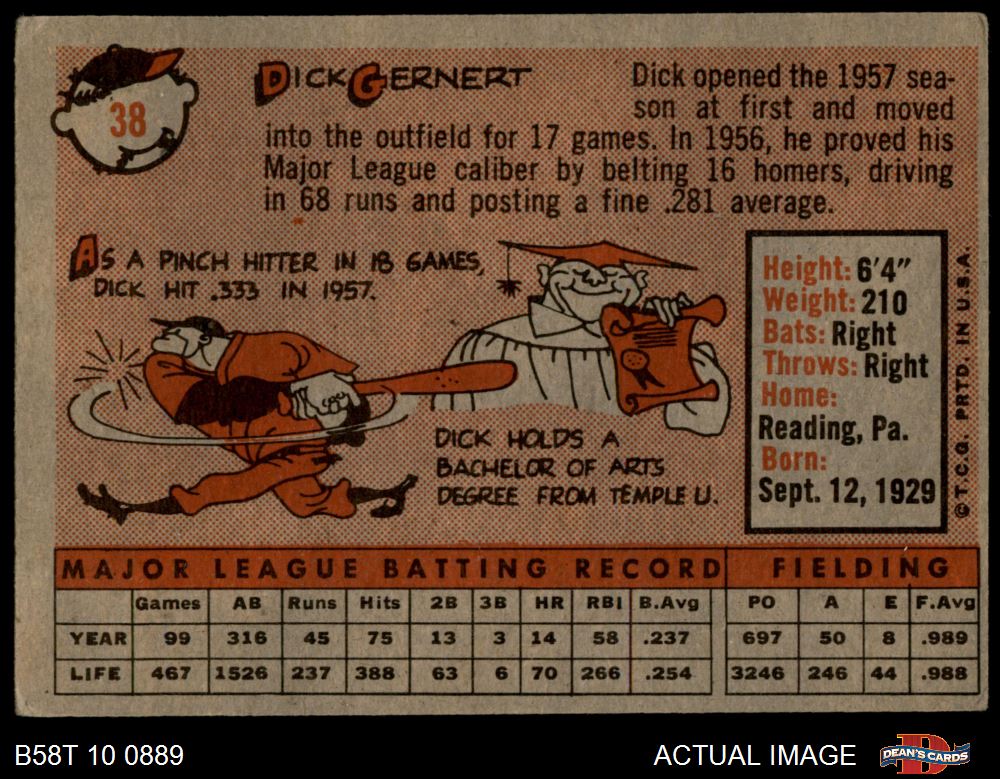 38
DICK GERNERT
Dick opened the 1957 sea-
son at first and moved
into the outfield for 17 games. In 1956, he proved his
Major League caliber by belting 16 homers, driving
in 68 runs and posting a fine .281 average.
AS A PINCH HITTER IN 18 GAMES,
DICK HIT .333 IN 1957.
DICK HOLDS A
BACHELOR OF ARTS
DEGREE FROM TEMPLE U.
Height: 6'4"
Weight: 210
Bats: Right
Throws: Right
Home:
Reading, Pa.
Born:
Sept. 12, 1929
© T.C.G. PRTD. IN U.S.A.
MAJOR LEAGUE BATTING RECORD FIELDING
Games AB Runs Hits 2B 3B HR RBI B.Avg PO A E F.Avg
YEAR 99 316 45 75 13 3 14 58 .237 697 50 8 .989
LIFE 467 1526 237 388 63 6 70 266 .254 3246 246 44 .988
B58T 10 0889
ACTUAL IMAGE
DEAN'S CARDS